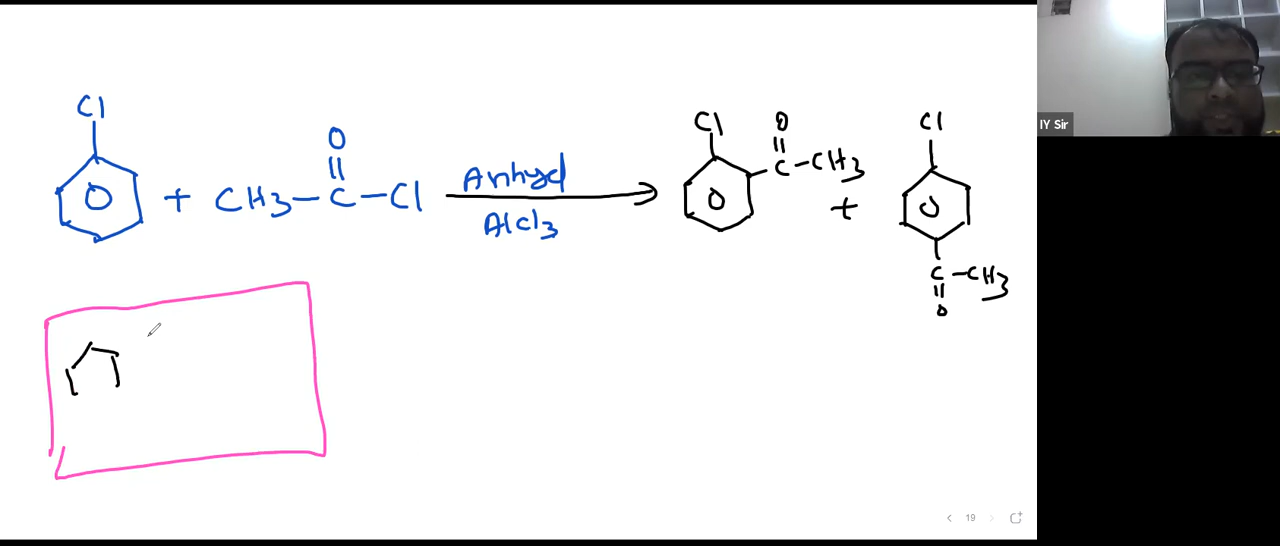 Cl
O
CH3-C-Cl
+
Anhyd
AlCl3
Cl
O
C-CH3
+
Cl
C-CH3
O
IY Sir
19